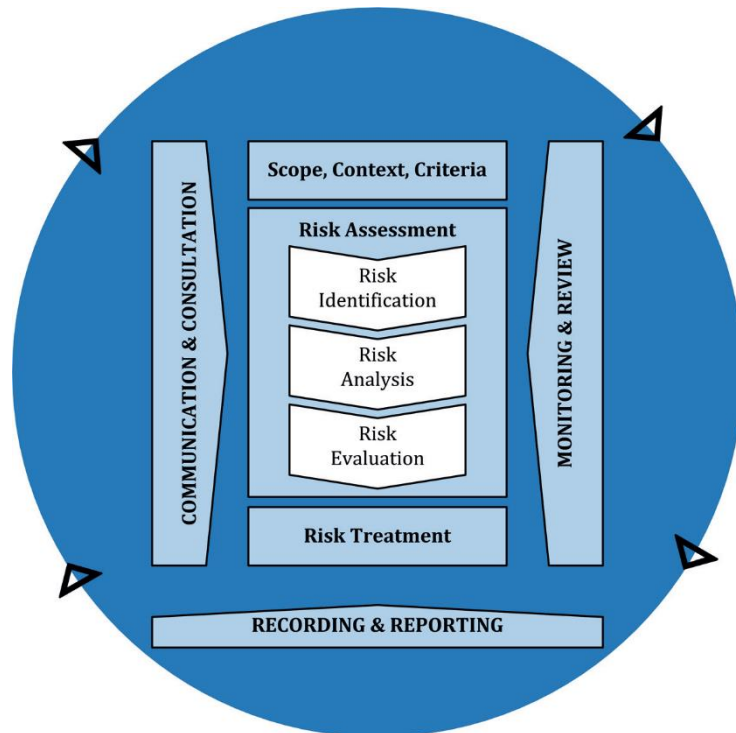 Scope, Context, Criteria
Risk Assessment
Risk
Identification
Risk
Analysis
Risk
Evaluation
Risk Treatment
COMMUNICATION & CONSULTATION
MONITORING & REVIEW
RECORDING & REPORTING